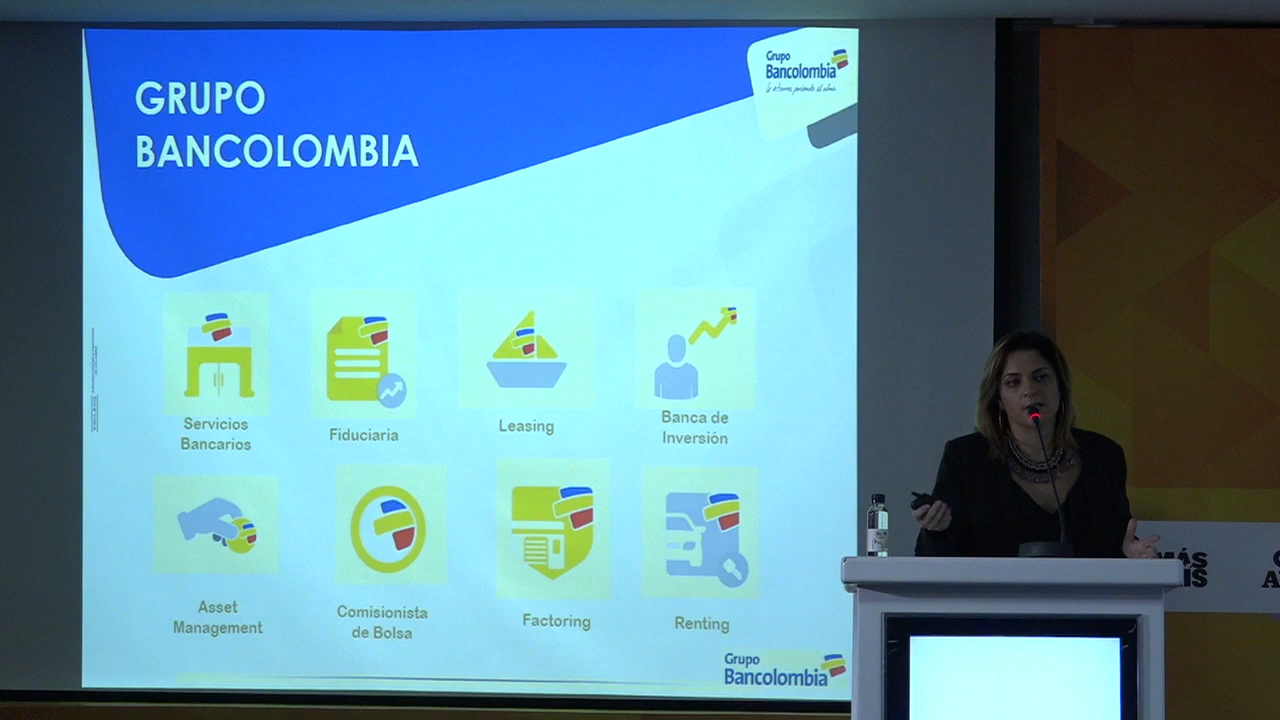 GRUPO
BANCOLOMBIA
Grupo
Bancolombia
Servicios
Bancarios
Fiduciaria
Leasing
Banca de
Inversión
Asset
Management
Comisionista
de Bolsa
Factoring
Renting
Grupo
Bancolombia
MÁS